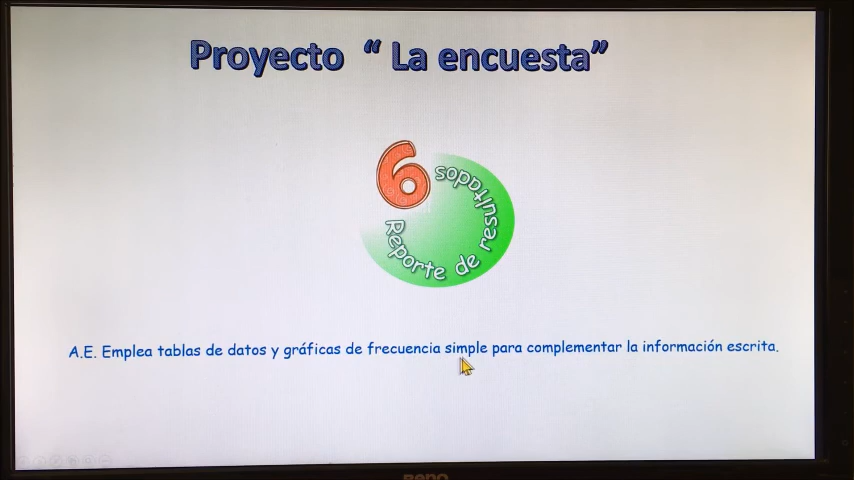 Proyecto “ La encuesta”
6
Reporte de resultados
A.E. Emplea tablas de datos y gráficas de frecuencia simple para complementar la información escrita.